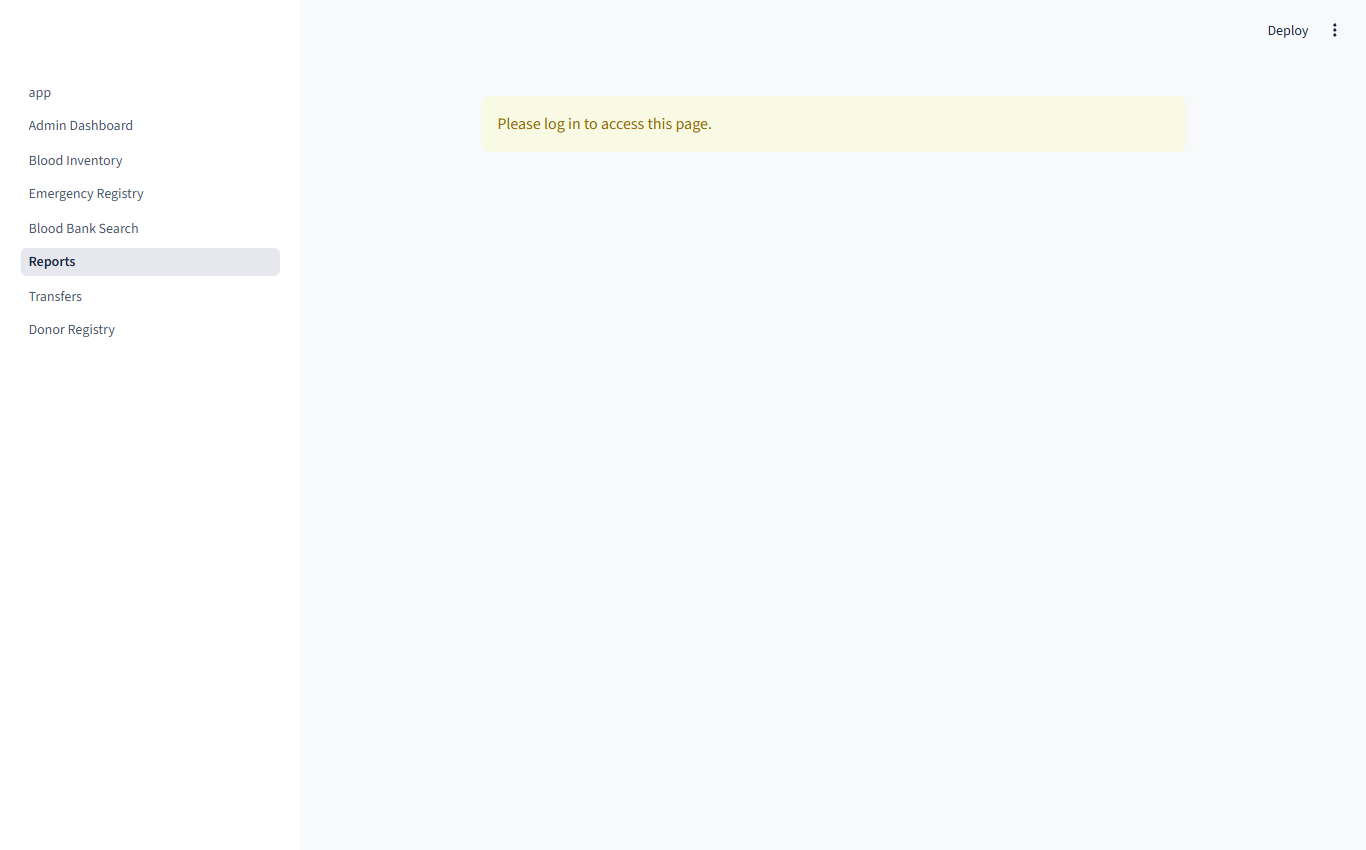 Deploy
app
Admin Dashboard
Blood Inventory
Emergency Registry
Blood Bank Search
Reports
Transfers
Donor Registry
Please log in to access this page.